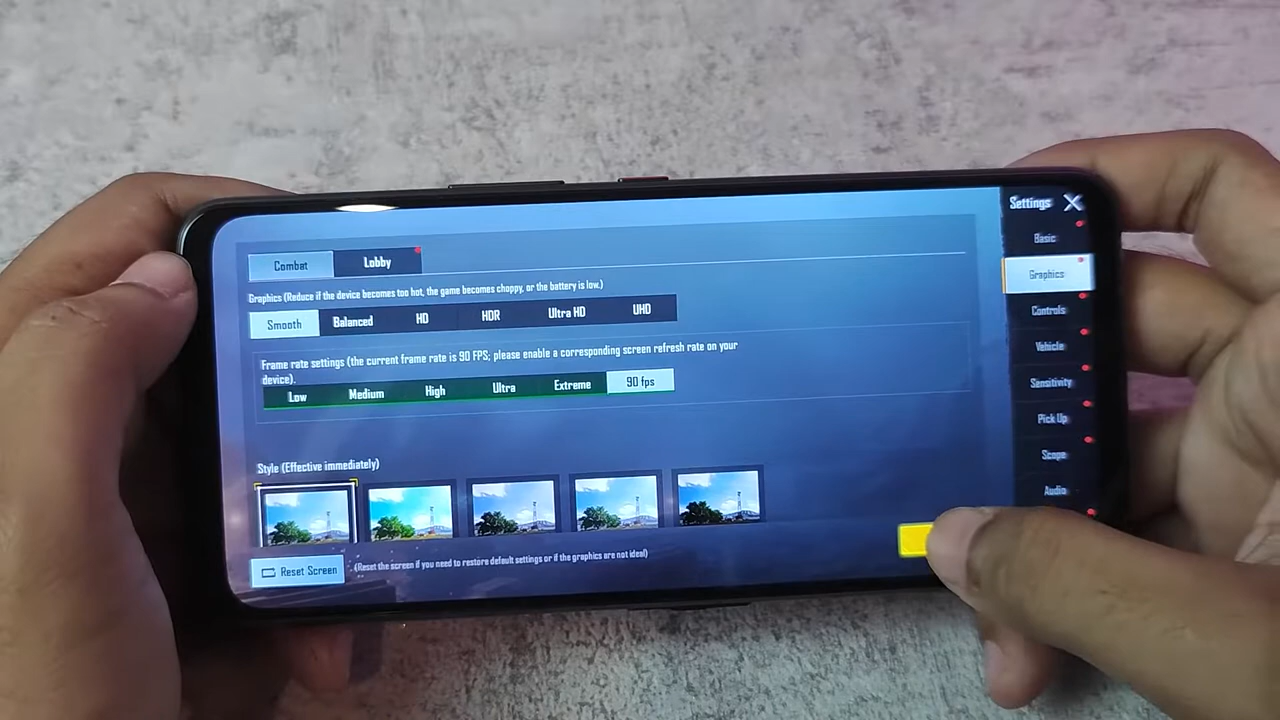 Settings X
Basic
Combat
Lobby
Graphics
Graphics (Reduce if the device becomes too hot, the game becomes choppy, or the battery is low.)
Smooth Balanced HD HDR Ultra HD UHD
Controls
Vehicle
Frame rate settings (the current frame rate is 90 FPS; please enable a corresponding screen refresh rate on your
device).
Low Medium High Ultra Extreme 90 fps
Sensitivity
Pick Up
Scope
Style (Effective immediately)
Audio
Reset Screen
(Reset the screen if you need to restore default settings or if the graphics are not ideal)